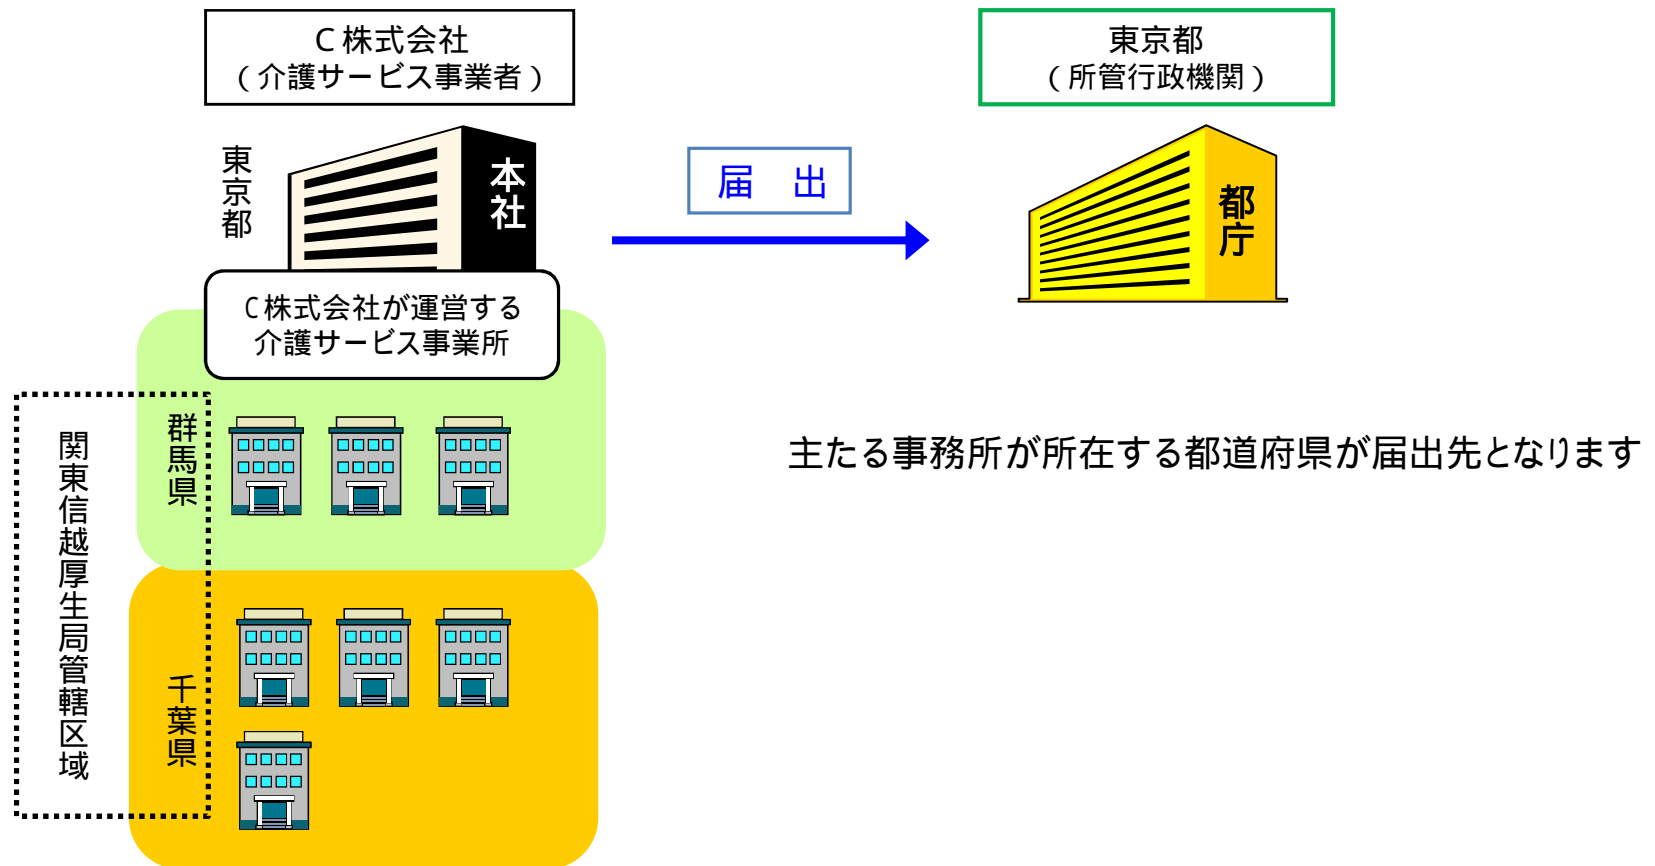 C株式会社
（介護サービス事業者）
東京都
（所管行政機関）
東京都
本社
届　出
都庁
C株式会社が運営する
介護サービス事業所
群馬県
関東信越厚生局管轄区域
主たる事務所が所在する都道府県が届出先となります
千葉県